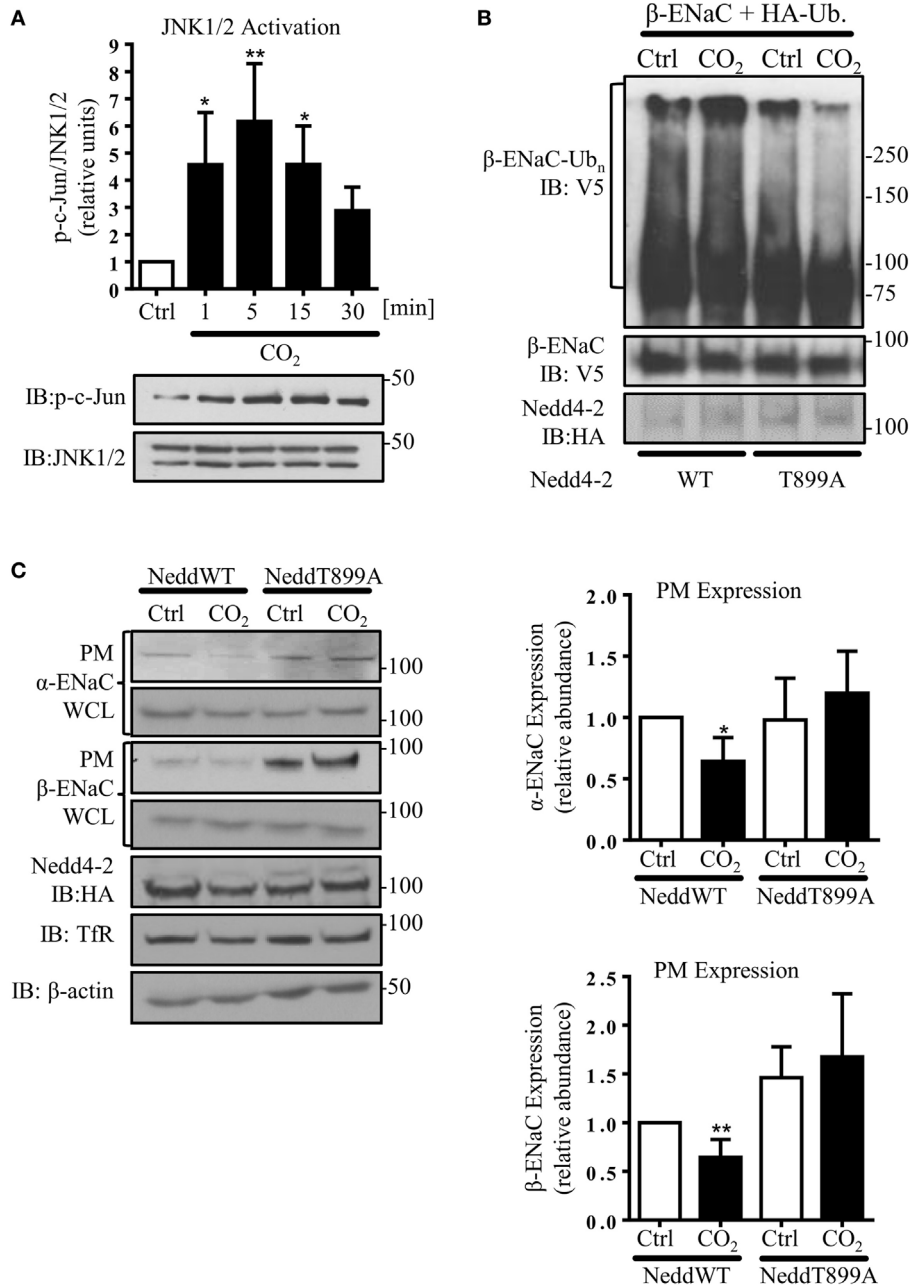 A
JNK1/2 Activation
p-c-Jun/JNK1/2
(relative units)
9
8
7
6
5
4
3
2
1
0
*
**
*
Ctrl 1 5 15 30 [min]
CO₂
IB:p-c-Jun -50
IB:JNK1/2 -50
B
β-ENaC + HA-Ub.
Ctrl CO₂ Ctrl CO₂
β-ENaC-Ubₙ
IB: V5
-250
-150
-100
-75
β-ENaC
IB: V5
-100
Nedd4-2
IB:HA
-100
Nedd4-2 WT T899A
C
NeddWT NeddT899A
Ctrl CO₂ Ctrl CO₂
PM
-100
α-ENaC
WCL
-100
PM
-100
β-ENaC
WCL
-100
Nedd4-2
IB:HA
-100
IB: TfR
-100
IB: β-actin
-50
PM Expression
α-ENaC Expression
(relative abundance)
2.0
1.5
1.0
0.5
0.0
*
Ctrl CO₂ Ctrl CO₂
NeddWT NeddT899A
PM Expression
β-ENaC Expression
(relative abundance)
2.5
2.0
1.5
1.0
0.5
0.0
**
Ctrl CO₂ Ctrl CO₂
NeddWT NeddT899A